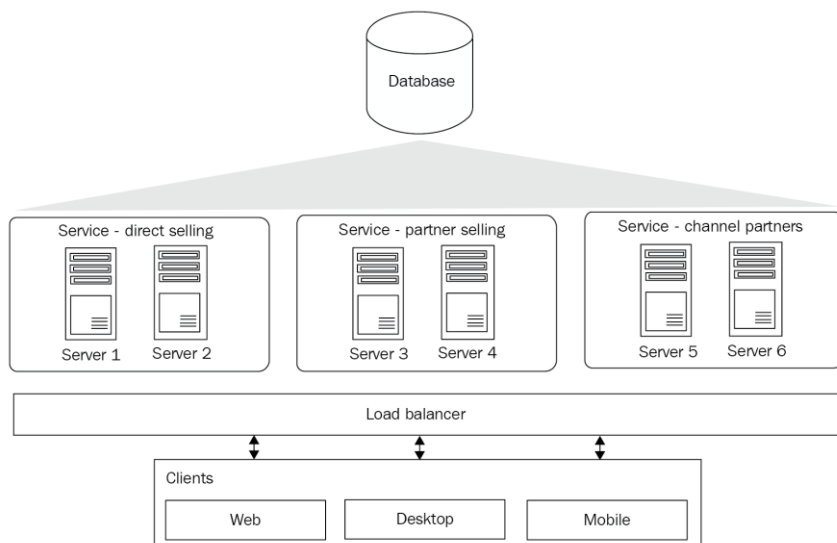 Database
Service - direct selling
Service - partner selling
Service - channel partners
Server 1
Server 2
Server 3
Server 4
Server 5
Server 6
Load balancer
Clients
Web
Desktop
Mobile